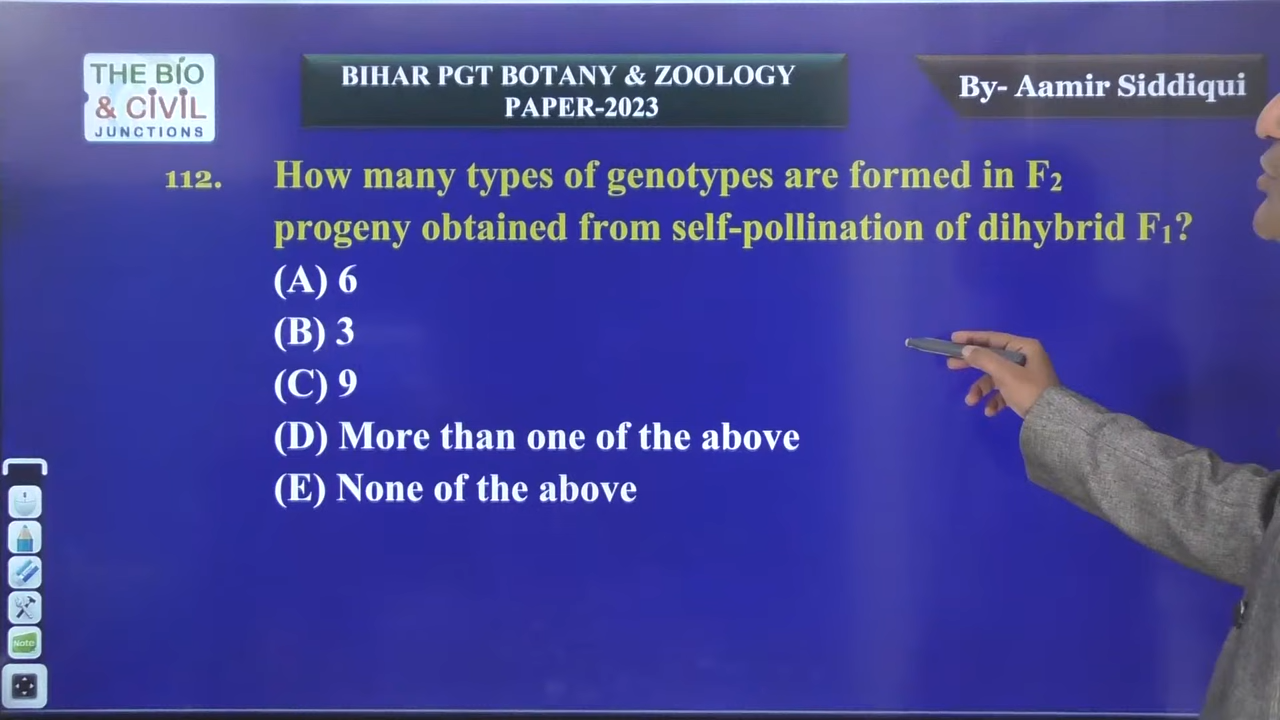 THE BIO
& CIVIL
JUNCTIONS
BIHAR PGT BOTANY & ZOOLOGY
PAPER-2023
By- Aamir Siddiqui
112. How many types of genotypes are formed in F₂
progeny obtained from self-pollination of dihybrid F₁?
(A) 6
(B) 3
(C) 9
(D) More than one of the above
(E) None of the above
Note